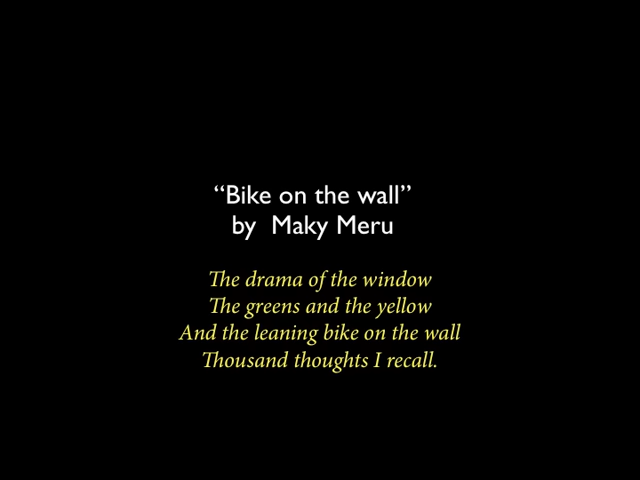 “Bike on the wall”
by  Maky Meru
The drama of the window
The greens and the yellow
And the leaning bike on the wall
Thousand thoughts I recall.